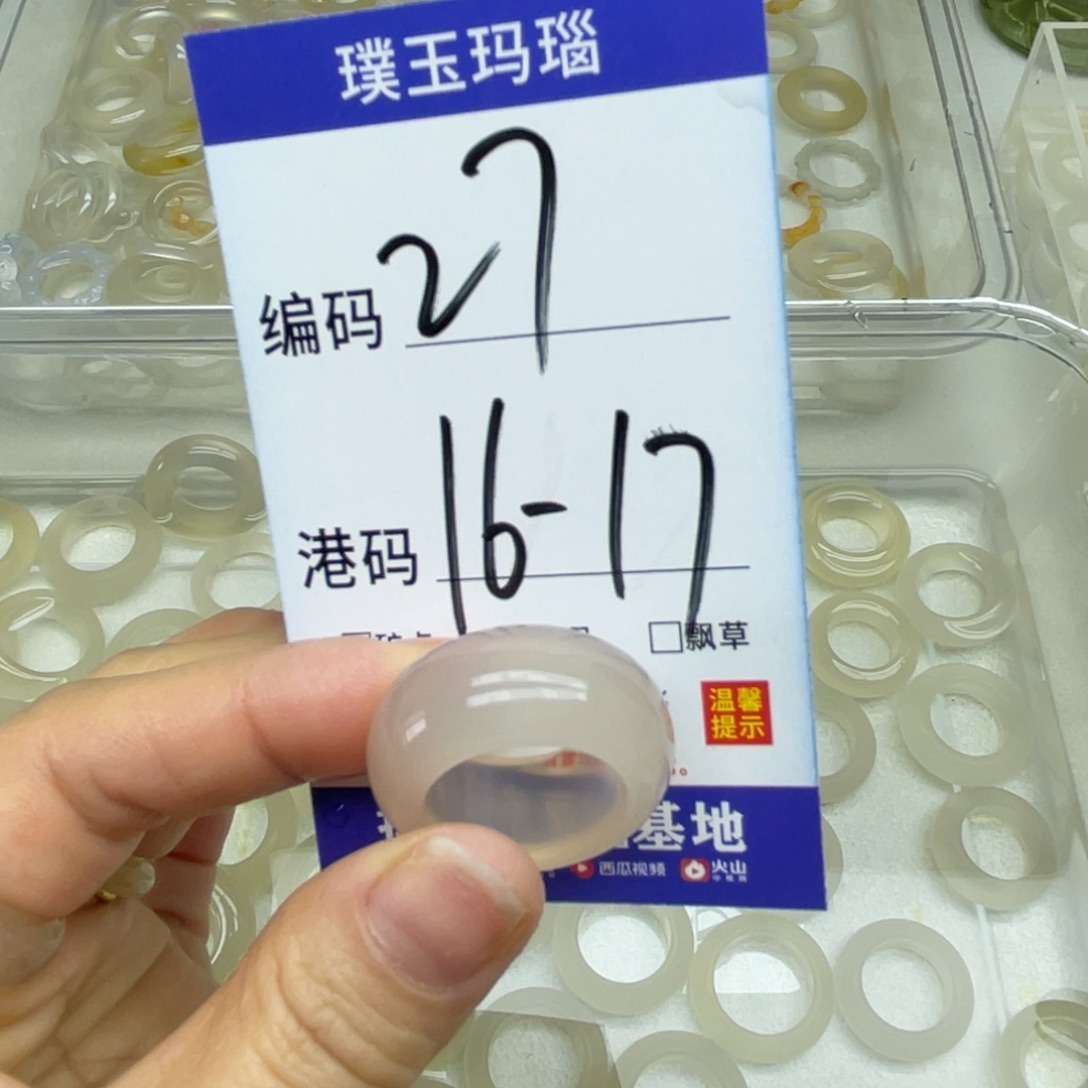 璞玉玛瑙
编码 27
港码 16-17
飘草
温馨
提示
基地
西瓜视频 火山